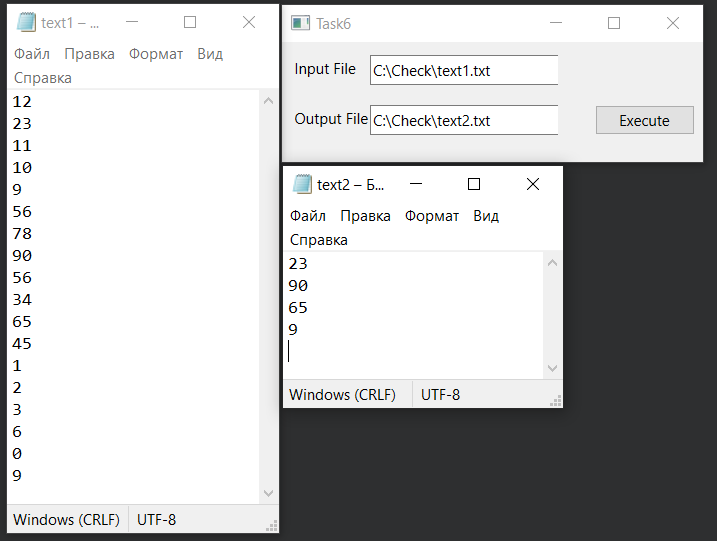 text1 – ...
Файл Правка Формат Вид
Справка
12
23
11
10
9
56
78
90
56
34
65
45
1
2
3
6
0
9
Windows (CRLF) UTF-8
Task6
Input File C:\Check\text1.txt
Output File C:\Check\text2.txt Execute
text2 – Б...
Файл Правка Формат Вид
Справка
23
90
65
9
Windows (CRLF) UTF-8